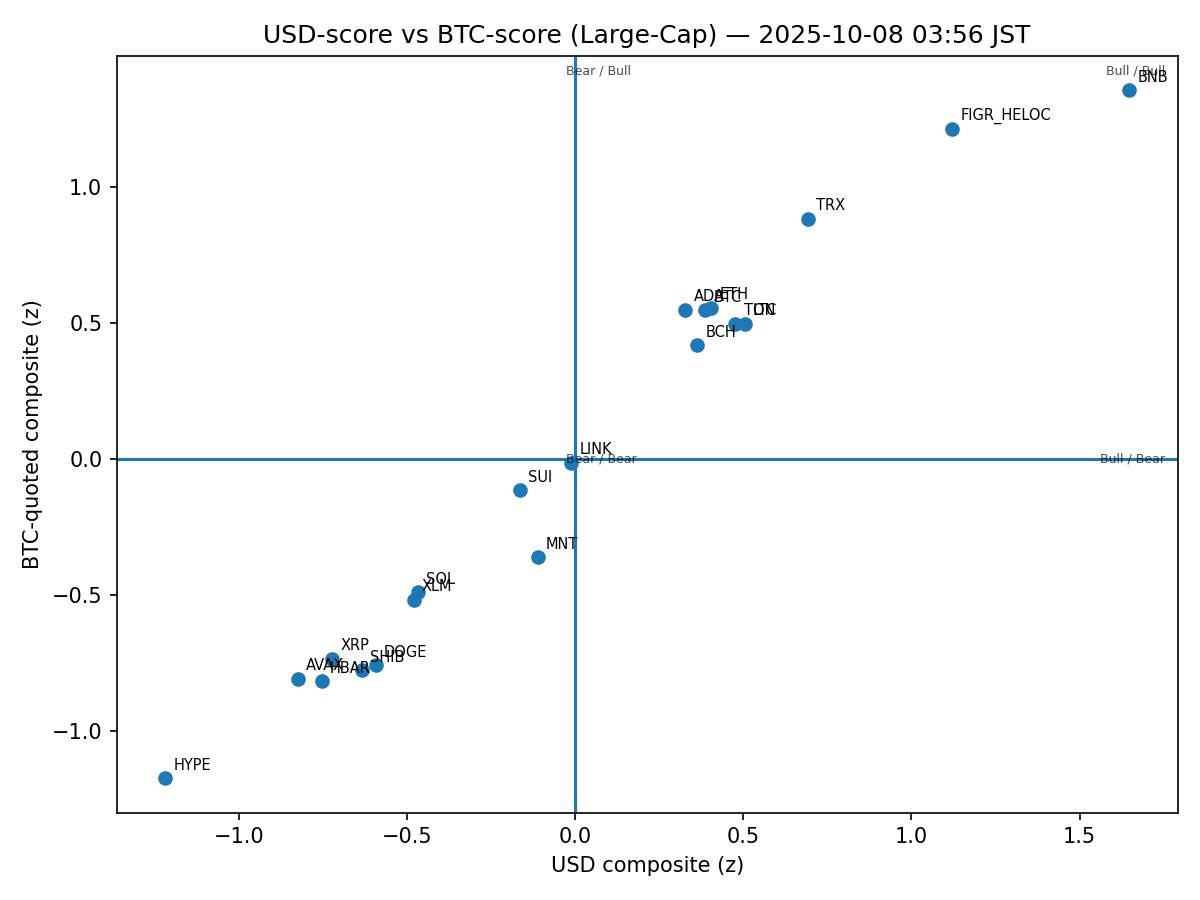 USD-score vs BTC-score (Large-Cap) — 2025-10-08 03:56 JST
Bear / Bull
Bull / Bull
BNB
FIGR_HELOC
TRX
ADA
BTC
ETH
TON
LTC
BCH
LINK
Bear / Bear
Bull / Bear
SUI
MNT
SOL
XLM
XRP
DOGE
SHIB
AVAX
HBAR
HYPE
1.0
0.5
0.0
−0.5
−1.0
BTC-quoted composite (z)
−1.0
−0.5
0.0
0.5
1.0
1.5
USD composite (z)